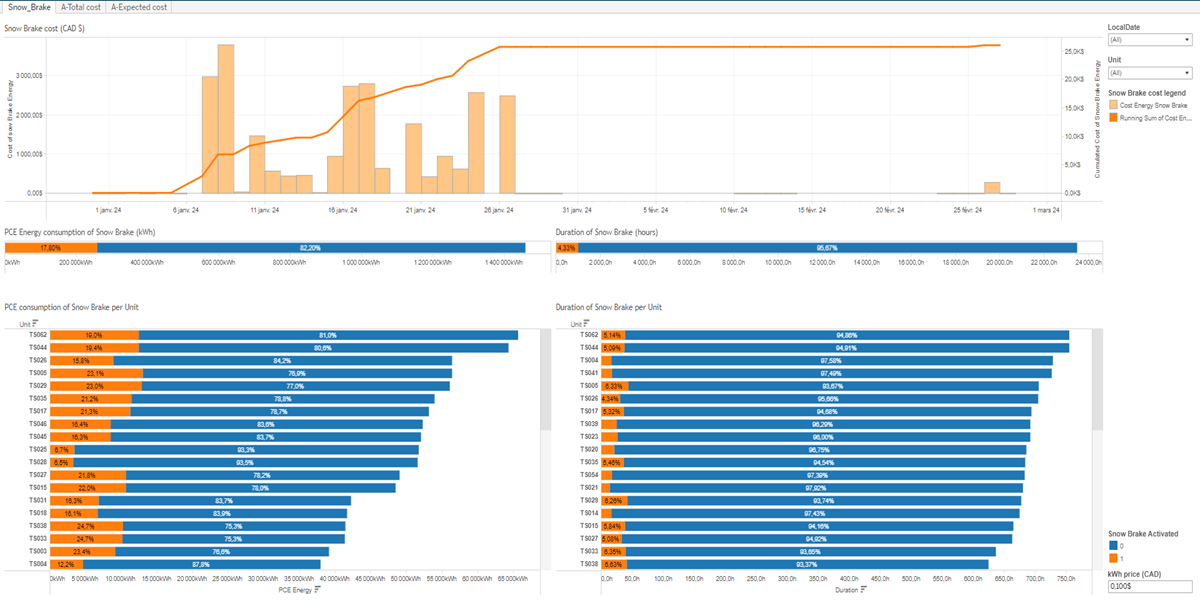 Snow_Brake A-Total cost A-Expected cost
Snow Brake cost (CAD $)
Cost of sow Brake Energy
3 000,00$
2 000,00$
1 000,00$
0,00$
25,0K$
20,0K$
15,0K$
10,0K$
5,0K$
0,0K$
Cumulated Cost of Snow Brake Energy
1 janv. 24 6 janv. 24 11 janv. 24 16 janv. 24 21 janv. 24 26 janv. 24 31 janv. 24 5 févr. 24 10 févr. 24 15 févr. 24 20 févr. 24 25 févr. 24 1 mars 24
LocalDate
(All)
Unit
(All)
Snow Brake cost legend
Cost Energy Snow Brake
Running Sum of Cost En...
PCE Energy consumption of Snow Brake (kWh)
17,80% 82,20%
0kWh 200 000kWh 400 000kWh 600 000kWh 800 000kWh 1 000 000kWh 1 200 000kWh 1 400 000kWh
Duration of Snow Brake (hours)
4,33% 95,67%
0,0h 2 000,0h 4 000,0h 6 000,0h 8 000,0h 10 000,0h 12 000,0h 14 000,0h 16 000,0h 18 000,0h 20 000,0h 22 000,0h 24 000,0h
PCE consumption of Snow Brake per Unit
Unit
TS062 19,0% 81,0%
TS044 19,4% 80,6%
TS026 15,8% 84,2%
TS005 23,1% 76,9%
TS029 23,0% 77,0%
TS035 21,2% 78,8%
TS017 21,3% 78,7%
TS046 16,4% 83,6%
TS045 16,3% 83,7%
TS025 6,7% 93,3%
TS028 6,5% 93,5%
TS027 21,8% 78,2%
TS015 22,0% 78,0%
TS031 16,3% 83,7%
TS018 16,1% 83,9%
TS038 24,7% 75,3%
TS033 24,7% 75,3%
TS003 23,4% 76,6%
TS004 12,2% 87,8%
0kWh 5 000kWh 10 000kWh 15 000kWh 20 000kWh 25 000kWh 30 000kWh 35 000kWh 40 000kWh 45 000kWh 50 000kWh 55 000kWh 60 000kWh 65 000kWh
PCE Energy
Duration of Snow Brake per Unit
Unit
TS062 5,14% 94,86%
TS044 5,09% 94,91%
TS004 97,58%
TS041 97,49%
TS005 6,33% 93,67%
TS026 4,34% 95,66%
TS017 5,32% 94,68%
TS039 96,29%
TS023 96,00%
TS020 96,75%
TS035 5,46% 94,54%
TS054 97,39%
TS021 97,92%
TS029 6,26% 93,74%
TS014 97,43%
TS015 5,84% 94,16%
TS027 5,08% 94,92%
TS033 6,35% 93,65%
TS038 6,63% 93,37%
0,0h 50,0h 100,0h 150,0h 200,0h 250,0h 300,0h 350,0h 400,0h 450,0h 500,0h 550,0h 600,0h 650,0h 700,0h 750,0h
Duration
Snow Brake Activated
0
1
kWh price (CAD)
0,100$